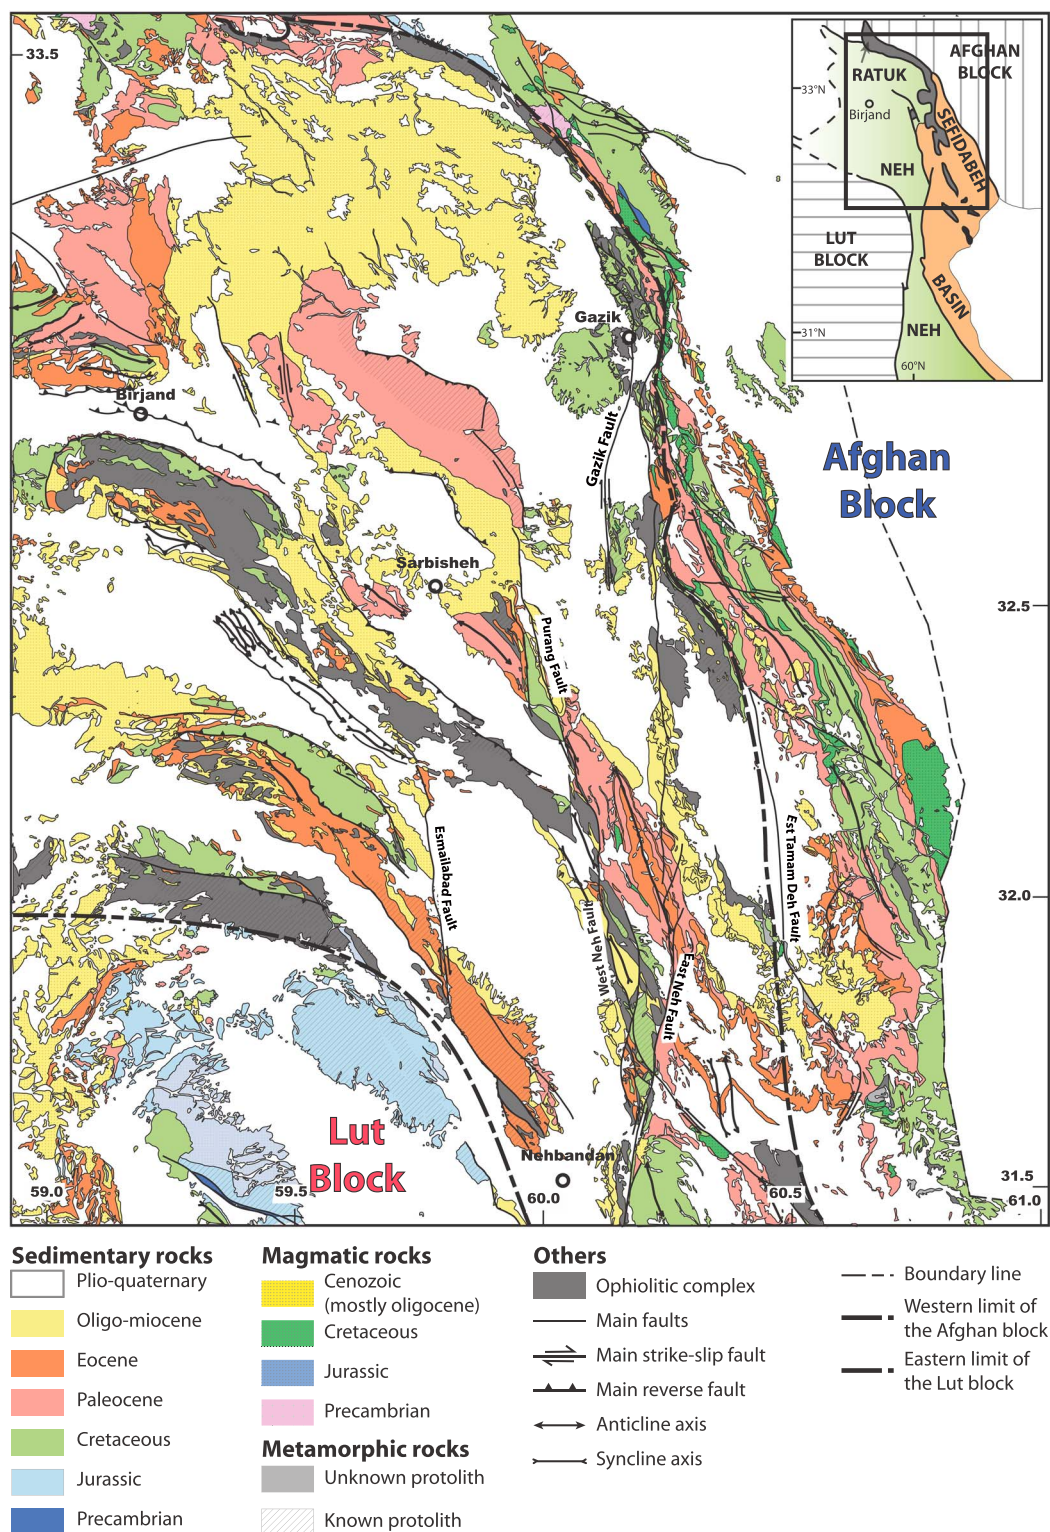 33.5
AFGHAN
BLOCK
RATUK
33°N
Birjand
SEFIDABEH
NEH
LUT
BLOCK
BASIN
31°N
NEH
60°N
Gazik
Birjand
Gazik Fault
Afghan
Block
Sarbisheh
32.5
Purang Fault
Esmailabad Fault
Est Tamam Deh Fault
32.0
West Neh Fault
East Neh Fault
Lut
Block
Nehbandan
59.0
59.5
60.0
60.5
31.5
61.0
Sedimentary rocks
Plio-quaternary
Oligo-miocene
Eocene
Paleocene
Cretaceous
Jurassic
Precambrian
Magmatic rocks
Cenozoic
(mostly oligocene)
Cretaceous
Jurassic
Precambrian
Metamorphic rocks
Unknown protolith
Known protolith
Others
Ophiolitic complex
Main faults
Main strike-slip fault
Main reverse fault
Anticline axis
Syncline axis
Boundary line
Western limit of
the Afghan block
Eastern limit of
the Lut block